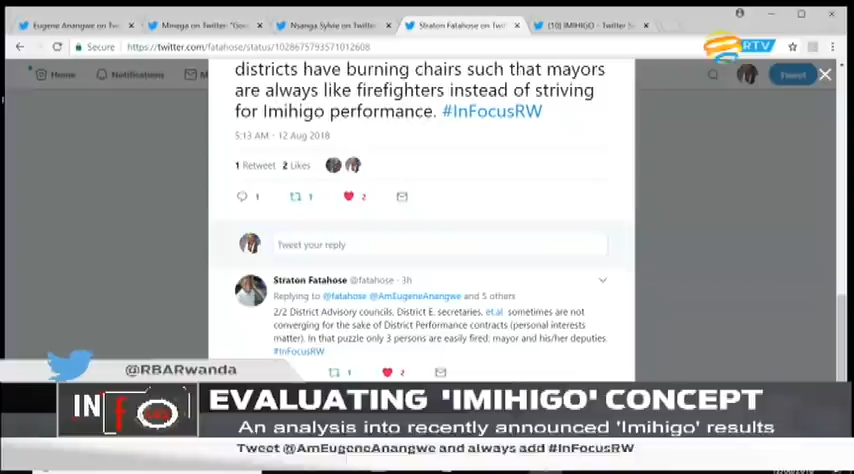 Eugene Anangwe on Tw
Minega on Twitter: "Goo
Nsanga Sylvie on Twitte
Straton Fatahose on Twi
(10) IMIHIGO - Twitter S
Secure
https://twitter.com/fatahose/status/1028675793571012608
RTV
Home
Notifications
M
Tweet
districts have burning chairs such that mayors
are always like firefighters instead of striving
for Imihigo performance. #InFocusRW
5:13 AM - 12 Aug 2018
1 Retweet 2 Likes
1 1 2
Tweet your reply
Straton Fatahose @fatahose · 3h
Replying to @fatahose @AmEugeneAnangwe and 5 others
2/2 District Advisory councils, District E. secretaries, et.al sometimes are not
converging for the sake of District Performance contracts (personal interests
matter). In that puzzle only 3 persons are easily fired; mayor and his/her deputies
#InFocusRW
1 2
@RBARwanda
IN f
EVALUATING 'IMIHIGO' CONCEPT
An analysis into recently announced 'Imihigo' results
Tweet @AmEugeneAnangwe and always add #InFocusRW